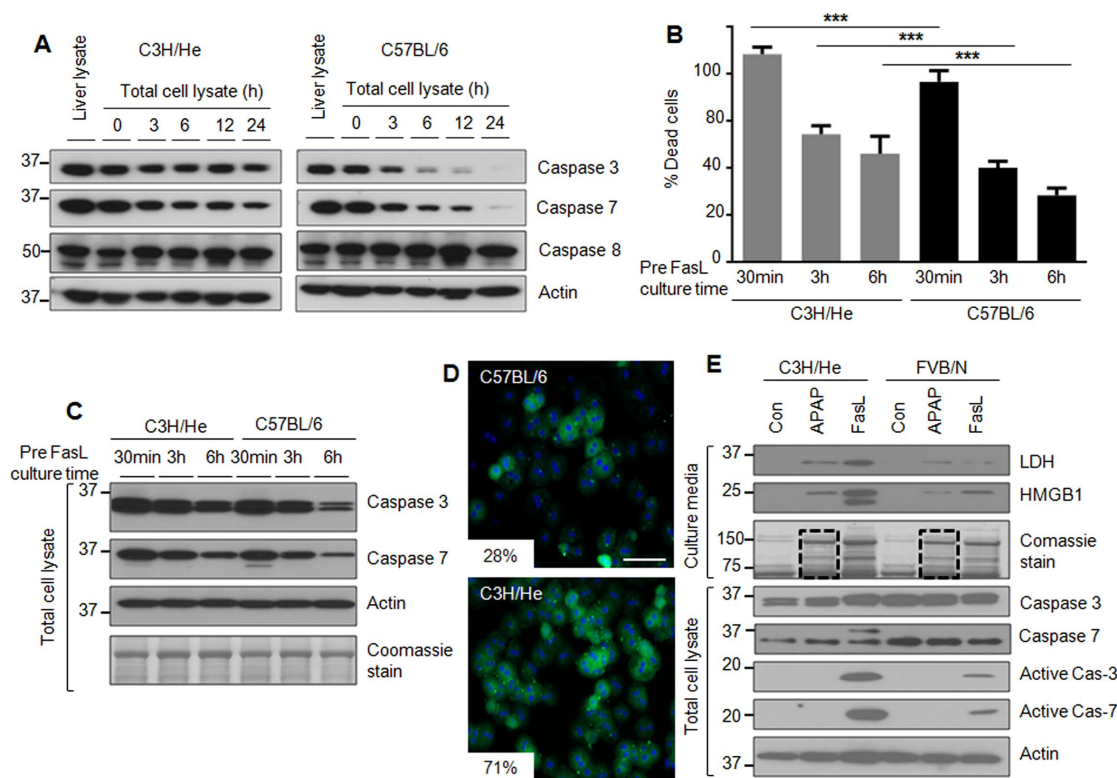 A
Liver lysate
C3H/He
Total cell lysate (h)
0 3 6 12 24
Liver lysate
C57BL/6
Total cell lysate (h)
0 3 6 12 24
37
Caspase 3
37
Caspase 7
50
Caspase 8
37
Actin
B
*** 
***
***
% Dead cells
100
80
40
20
0
Pre FasL
culture time
30min 3h 6h 30min 3h 6h
C3H/He C57BL/6
C
C3H/He C57BL/6
Pre FasL
culture time
30min 3h 6h 30min 3h 6h
Total cell lysate
37
Caspase 3
37
Caspase 7
37
Actin
Coomassie
stain
D
C57BL/6
28%
C3H/He
71%
E
C3H/He FVB/N
Con APAP FasL Con APAP FasL
Culture media
37
LDH
25
HMGB1
150
75
Comassie
stain
Total cell lysate
37
Caspase 3
37
Caspase 7
20
Active Cas-3
20
Active Cas-7
37
Actin